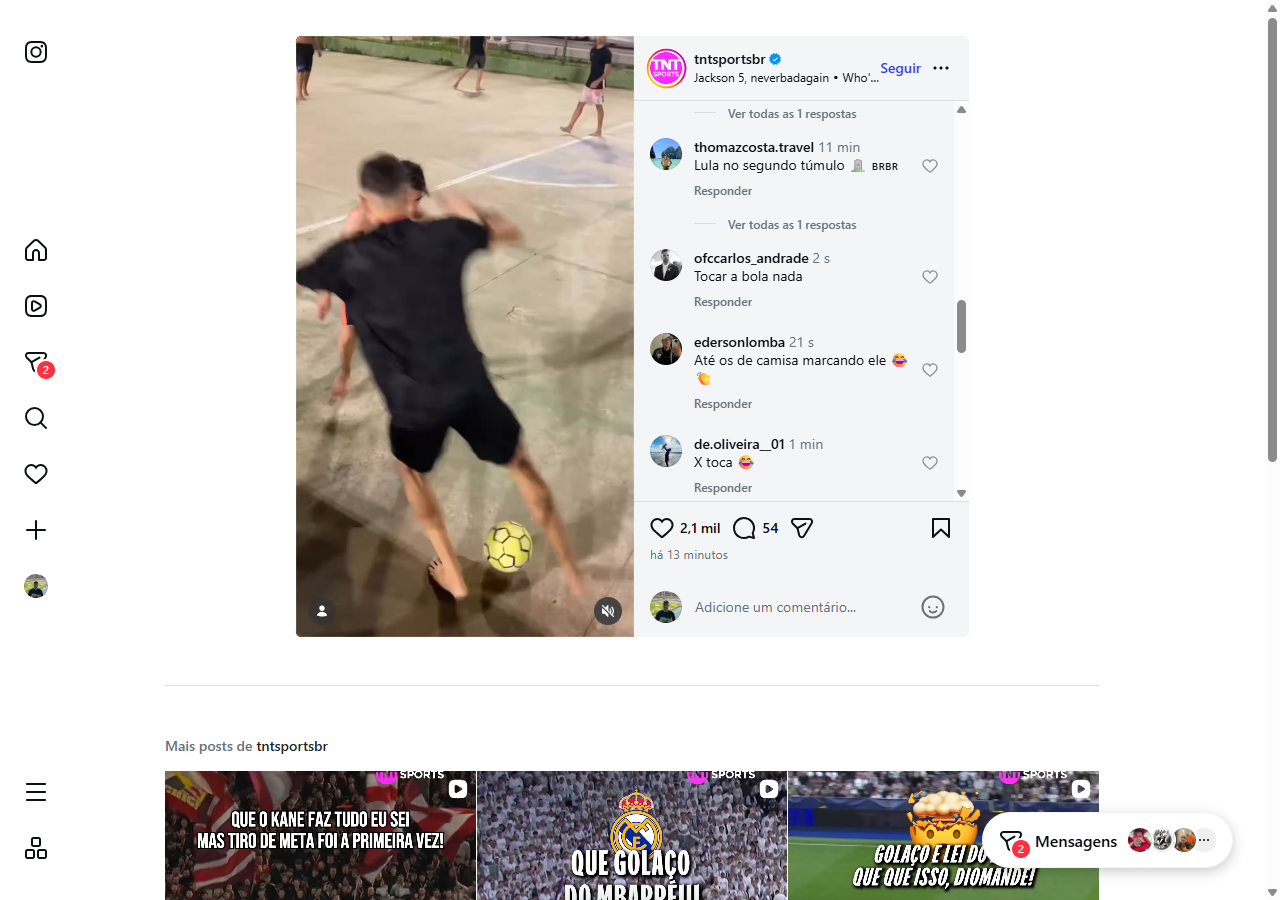 TNT
SPORTS
tntsportsbr
Jackson 5, neverbadagain • Who'...
Seguir
Ver todas as 1 respostas
thomazcosta.travel 11 min
Lula no segundo túmulo 🪦 ʙʀʙʀ
Responder
Ver todas as 1 respostas
ofccarlos_andrade 2 s
Tocar a bola nada
Responder
edersonlomba 21 s
Até os de camisa marcando ele 😂
👏
Responder
de.oliveira__01 1 min
X toca 😂
Responder
2,1 mil
54
há 13 minutos
Adicione um comentário...
2
Mais posts de tntsportsbr
TNT SPORTS
QUE O KANE FAZ TUDO EU SEI
MAS TIRO DE META FOI A PRIMEIRA VEZ!
TNT SPORTS
QUE GOLAÇO
DO MBAPPÉ!!!
TNT SPORTS
GOLAÇO E LEI DO
QUE QUE ISSO, DIOMANDE!
2
Mensagens